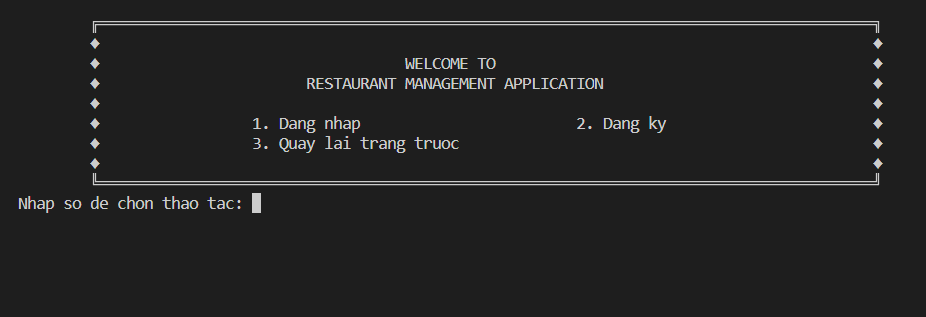 WELCOME TO
RESTAURANT MANAGEMENT APPLICATION
1. Dang nhap 2. Dang ky
3. Quay lai trang truoc
Nhap so de chon thao tac: